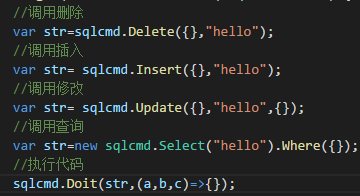 //调用删除
var str=sqlcmd.Delete({},"hello");
//调用插入
var str= sqlcmd.Insert({},"hello");
//调用修改
var str= sqlcmd.Update({},"hello",{});
//调用查询
var str=new sqlcmd.Select("hello").Where({});
//执行代码
sqlcmd.Doit(str,(a,b,c)=>{});